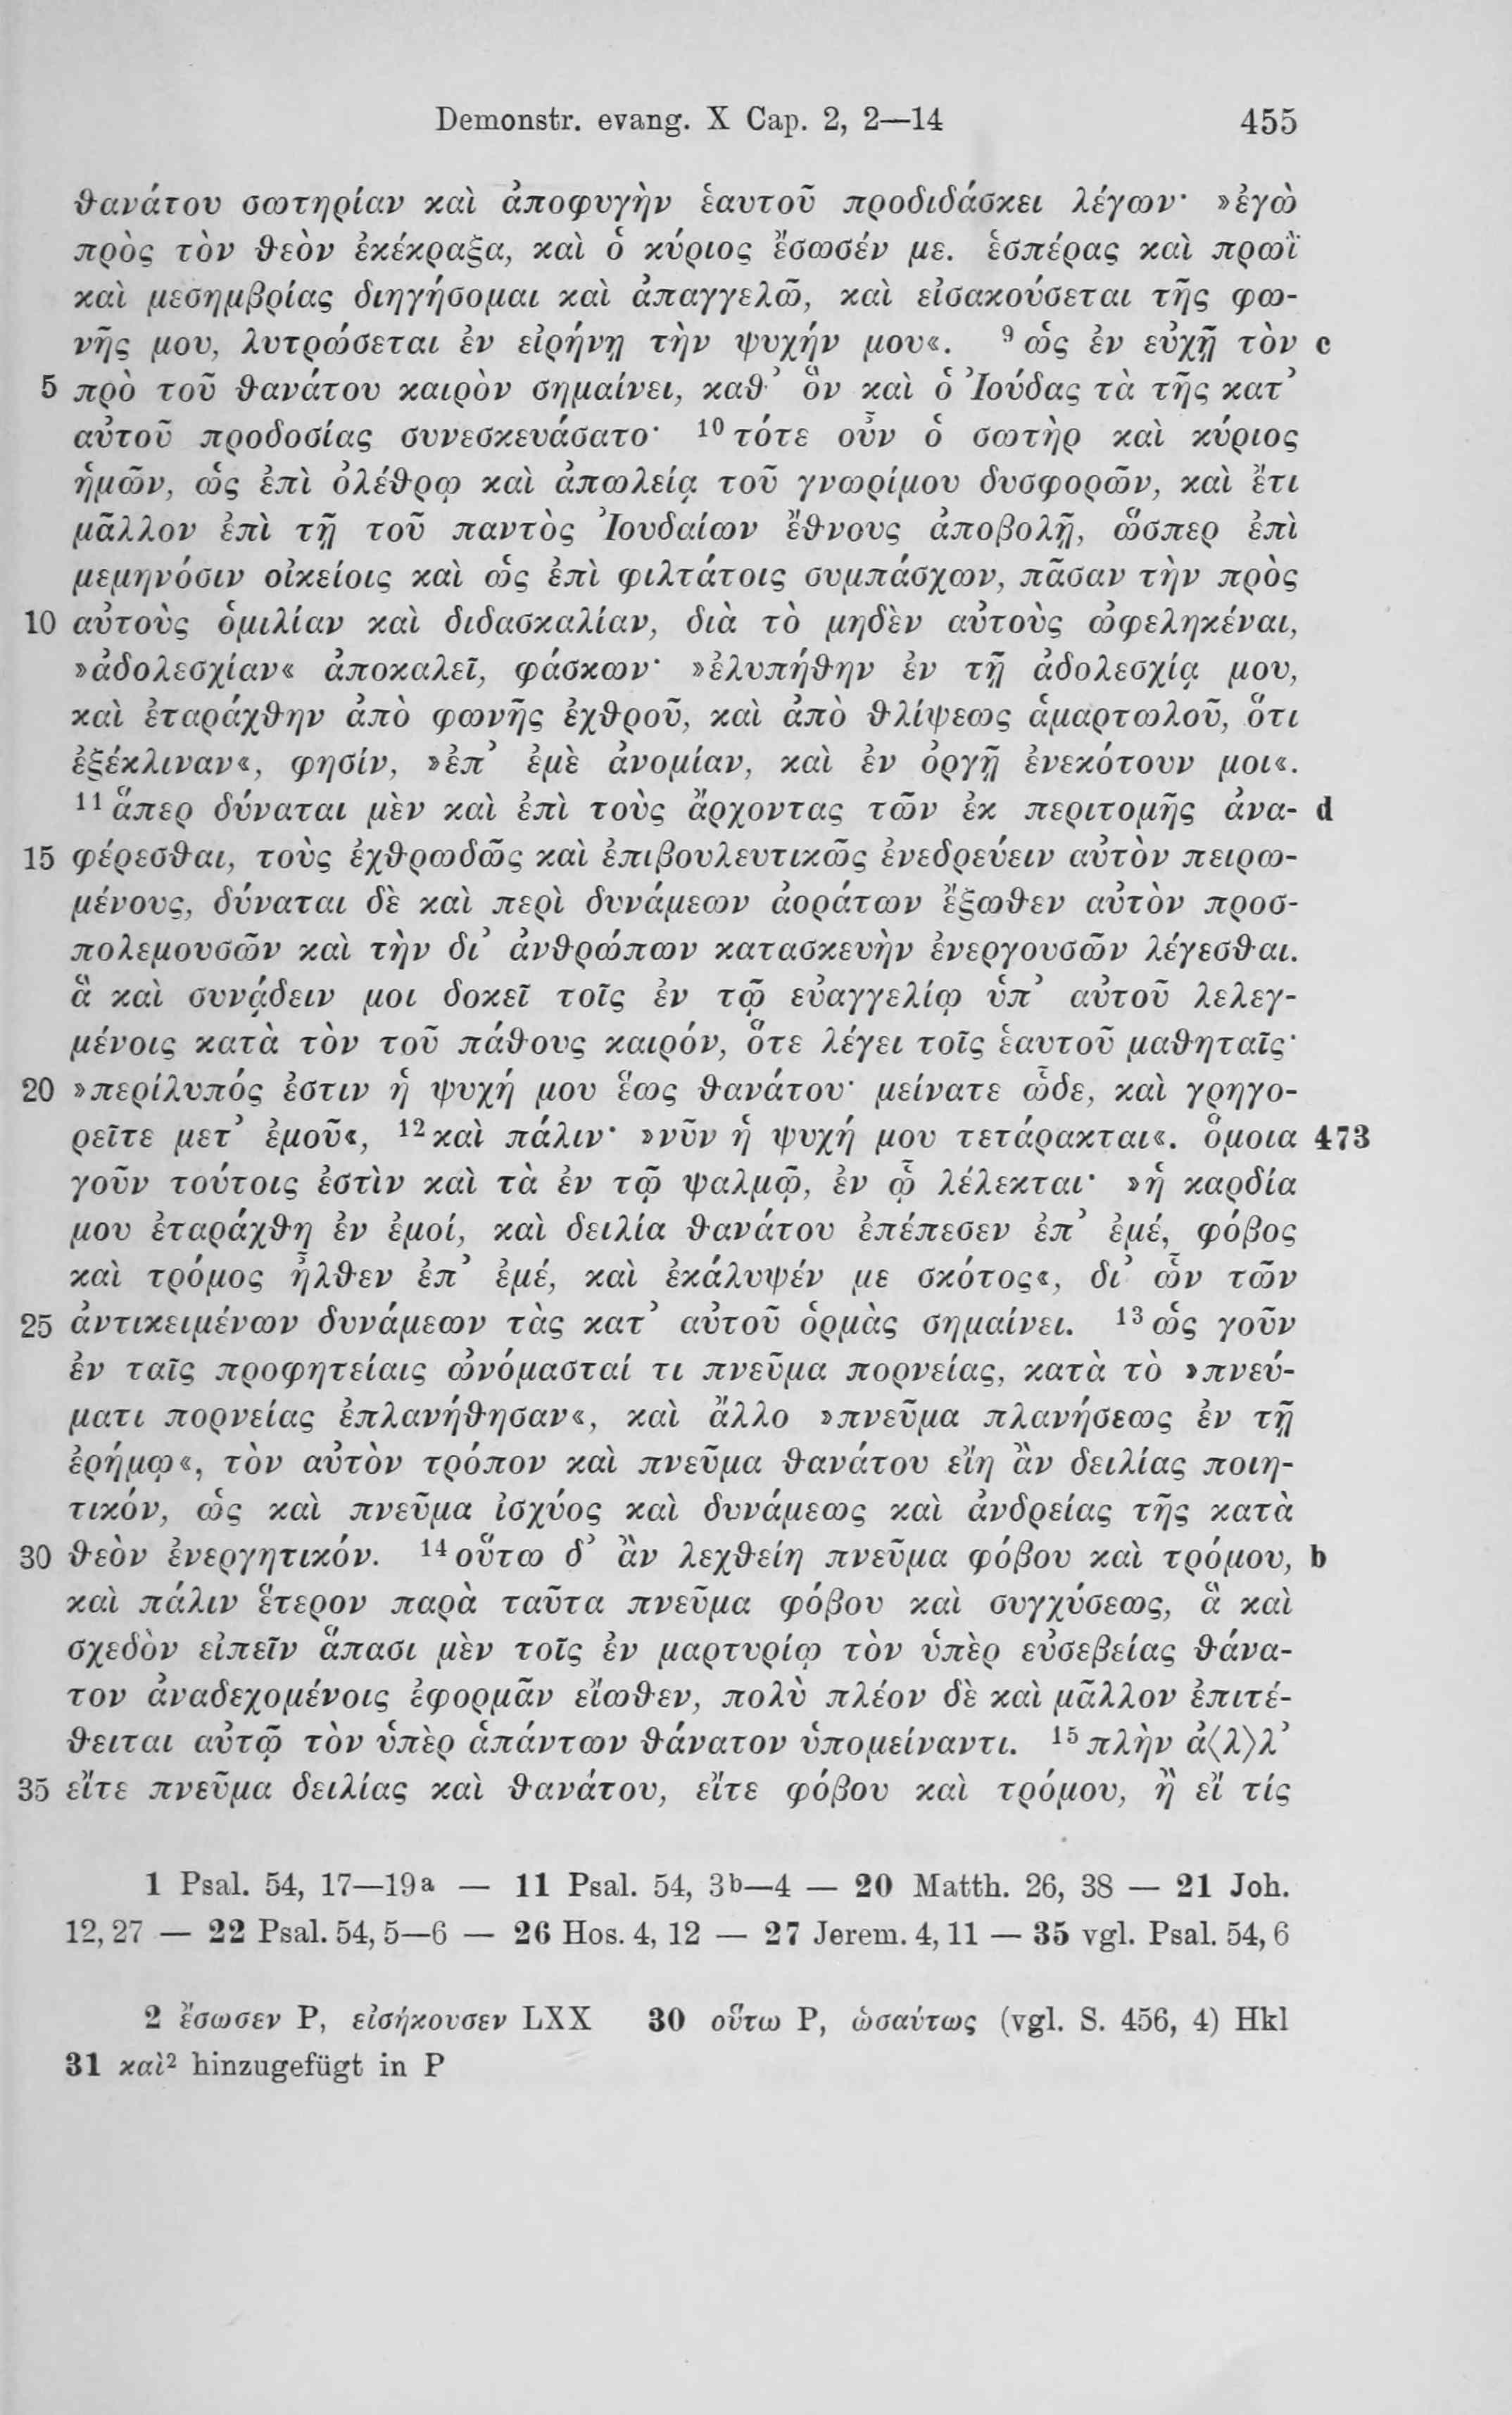 Demonstr. evang. X Cap. 2, 2—14 455
θανάτου σωτηρίαν καὶ ἀποφυγὴν ἑαυτοῦ προδιδάσκει λέγων· »ἐγὼ
πρὸς τὸν θεὸν ἐκέκραξα, καὶ ὁ κύριος ἔσωσέν με. ἑσπέρας καὶ πρωῒ
καὶ μεσημβρίας διηγήσομαι καὶ ἀπαγγελῶ, καὶ εἰσακούσεται τῆς φω-
νῆς μου, λυτρώσεται ἐν εἰρήνῃ τὴν ψυχήν μου«. ⁹ ὡς ἐν εὐχῇ τὸν c
5 πρὸ τοῦ θανάτου καιρὸν σημαίνει, καθ’ ὃν καὶ ὁ Ἰούδας τὰ τῆς κατ’
αὐτοῦ προδοσίας συνεσκευάσατο· ¹⁰ τότε οὖν ὁ σωτὴρ καὶ κύριος
ἡμῶν, ὡς ἐπὶ ὀλέθρῳ καὶ ἀπωλείᾳ τοῦ γνωρίμου δυσφορῶν, καὶ ἔτι
μᾶλλον ἐπὶ τῇ τοῦ παντὸς Ἰουδαίων ἔθνους ἀποβολῇ, ὥσπερ ἐπὶ
μεμηνόσιν οἰκείοις καὶ ὡς ἐπὶ φιλτάτοις συμπάσχων, πᾶσαν τὴν πρὸς
10 αὐτοὺς ὁμιλίαν καὶ διδασκαλίαν, διὰ τὸ μηδὲν αὐτοὺς ὠφεληκέναι,
»ἀδολεσχίαν« ἀποκαλεῖ, φάσκων· »ἐλυπήθην ἐν τῇ ἀδολεσχίᾳ μου,
καὶ ἐταράχθην ἀπὸ φωνῆς ἐχθροῦ, καὶ ἀπὸ θλίψεως ἁμαρτωλοῦ, ὅτι
ἐξέκλιναν«, φησίν, »ἐπ’ ἐμὲ ἀνομίαν, καὶ ἐν ὀργῇ ἐνεκότουν μοι«.
¹¹ ἅπερ δύναται μὲν καὶ ἐπὶ τοὺς ἄρχοντας τῶν ἐκ περιτομῆς ἀνα- d
15 φέρεσθαι, τοὺς ἐχθρωδῶς καὶ ἐπιβουλευτικῶς ἐνεδρεύειν αὐτὸν πειρω-
μένους, δύναται δὲ καὶ περὶ δυνάμεων ἀοράτων ἔξωθεν αὐτὸν προσ-
πολεμουσῶν καὶ τὴν δι’ ἀνθρώπων κατασκευὴν ἐνεργουσῶν λέγεσθαι.
ἃ καὶ συνᾴδειν μοι δοκεῖ τοῖς ἐν τῷ εὐαγγελίῳ ὑπ’ αὐτοῦ λελεγ-
μένοις κατὰ τὸν τοῦ πάθους καιρόν, ὅτε λέγει τοῖς ἑαυτοῦ μαθηταῖς·
20 »περίλυπός ἐστιν ἡ ψυχή μου ἕως θανάτου· μείνατε ὧδε, καὶ γρηγο-
ρεῖτε μετ’ ἐμοῦ«, ¹² καὶ πάλιν· »νῦν ἡ ψυχή μου τετάρακται«. ὅμοια 473
γοῦν τούτοις ἐστὶν καὶ τὰ ἐν τῷ ψαλμῷ, ἐν ᾧ λέλεκται· »ἡ καρδία
μου ἐταράχθη ἐν ἐμοί, καὶ δειλία θανάτου ἐπέπεσεν ἐπ’ ἐμέ, φόβος
καὶ τρόμος ἦλθεν ἐπ’ ἐμέ, καὶ ἐκάλυψέν με σκότος«, δι’ ὧν τῶν
25 ἀντικειμένων δυνάμεων τὰς κατ’ αὐτοῦ ὁρμὰς σημαίνει. ¹³ ὡς γοῦν
ἐν ταῖς προφητείαις ὠνόμασταί τι πνεῦμα πορνείας, κατὰ τὸ »πνεύ-
ματι πορνείας ἐπλανήθησαν«, καὶ ἄλλο »πνεῦμα πλανήσεως ἐν τῇ
ἐρήμῳ«, τὸν αὐτὸν τρόπον καὶ πνεῦμα θανάτου εἴη ἂν δειλίας ποιη-
τικόν, ὡς καὶ πνεῦμα ἰσχύος καὶ δυνάμεως καὶ ἀνδρείας τῆς κατὰ
30 θεὸν ἐνεργητικόν. ¹⁴ οὕτω δ’ ἂν λεχθείη πνεῦμα φόβου καὶ τρόμου, b
καὶ πάλιν ἕτερον παρὰ ταῦτα πνεῦμα φόβου καὶ συγχύσεως, ἃ καὶ
σχεδὸν εἰπεῖν ἅπασι μὲν τοῖς ἐν μαρτυρίῳ τὸν ὑπὲρ εὐσεβείας θάνα-
τον ἀναδεχομένοις ἐφορμᾶν εἴωθεν, πολὺ πλέον δὲ καὶ μᾶλλον ἐπιτέ-
θειται αὐτῷ τὸν ὑπὲρ ἁπάντων θάνατον ὑπομείναντι. ¹⁵ πλὴν ἀ⟨λ⟩λ’
35 εἴτε πνεῦμα δειλίας καὶ θανάτου, εἴτε φόβου καὶ τρόμου, ἢ εἴ τίς
1 Psal. 54, 17—19a — 11 Psal. 54, 3b—4 — 20 Matth. 26, 38 — 21 Joh.
12, 27 — 22 Psal. 54, 5—6 — 26 Hos. 4, 12 — 27 Jerem. 4, 11 — 35 vgl. Psal. 54, 6
2 ἔσωσεν P, εἰσήκουσεν LXX 30 οὕτω P, ὡσαύτως (vgl. S. 456, 4) Hkl
31 καὶ² hinzugefügt in P